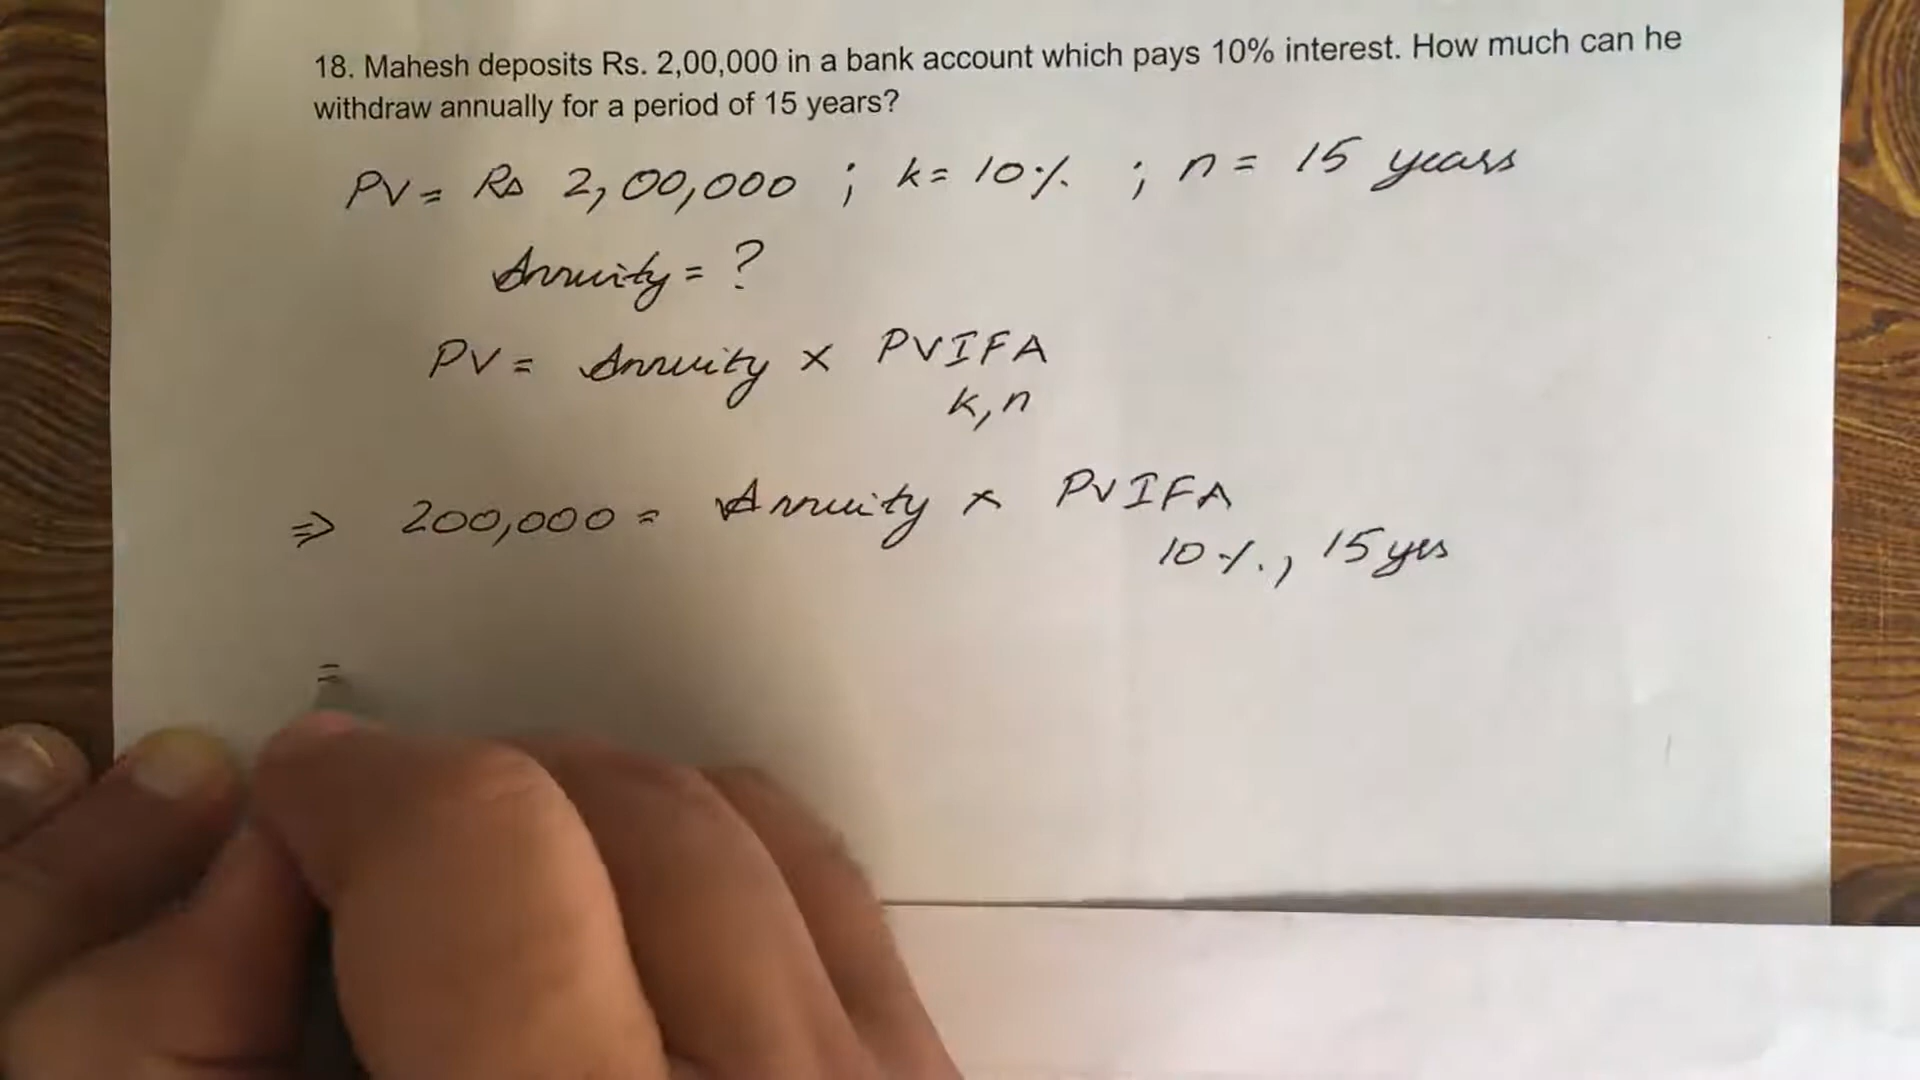 18. Mahesh deposits Rs. 2,00,000 in a bank account which pays 10% interest. How much can he
withdraw annually for a period of 15 years?
PV = Rs 2,00,000 ; k = 10% ; n = 15 years
Annuity = ?
PV = Annuity × PVIFA
k, n
⇒ 200,000 = Annuity × PVIFA
10%, 15 yrs
=